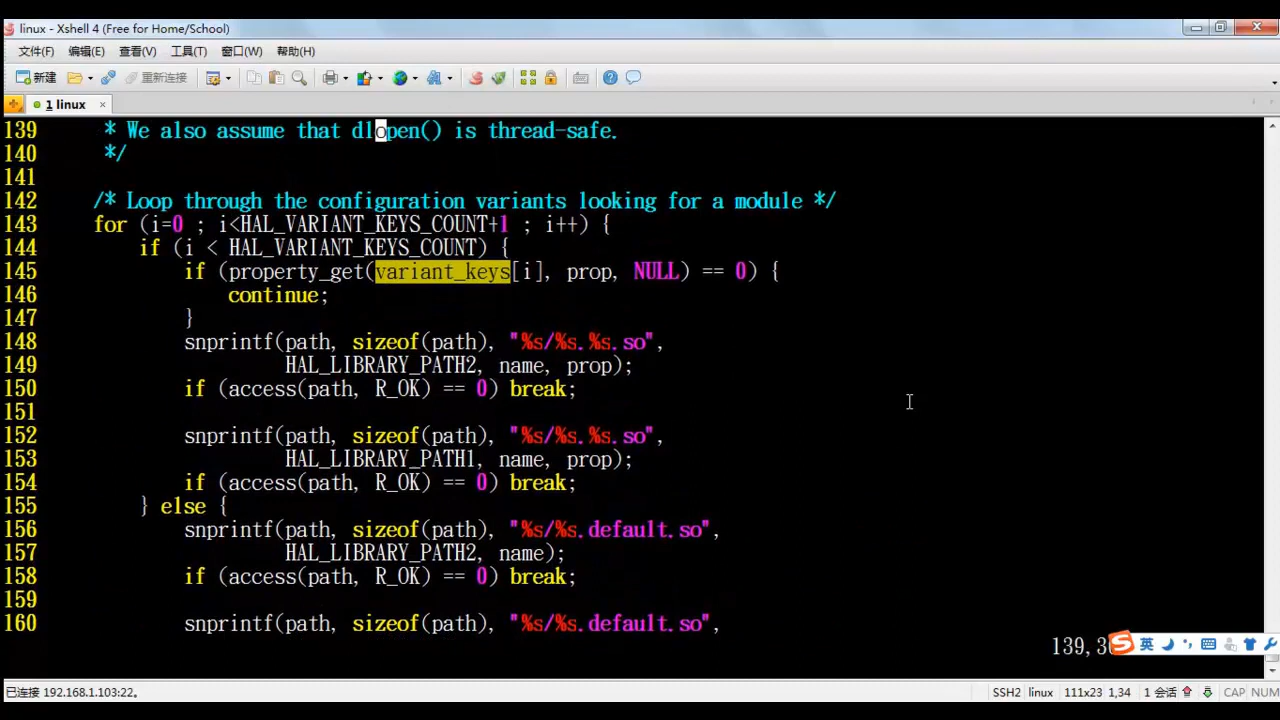 linux - Xshell 4 (Free for Home/School)
文件(F) 编辑(E) 查看(V) 工具(T) 窗口(W) 帮助(H)
新建 重新连接
1 linux
139 * We also assume that dlopen() is thread-safe.
140 */
141
142 /* Loop through the configuration variants looking for a module */
143 for (i=0 ; i<HAL_VARIANT_KEYS_COUNT+1 ; i++) {
144 if (i < HAL_VARIANT_KEYS_COUNT) {
145 if (property_get(variant_keys[i], prop, NULL) == 0) {
146 continue;
147 }
148 snprintf(path, sizeof(path), "%s/%s.%s.so",
149 HAL_LIBRARY_PATH2, name, prop);
150 if (access(path, R_OK) == 0) break;
151
152 snprintf(path, sizeof(path), "%s/%s.%s.so",
153 HAL_LIBRARY_PATH1, name, prop);
154 if (access(path, R_OK) == 0) break;
155 } else {
156 snprintf(path, sizeof(path), "%s/%s.default.so",
157 HAL_LIBRARY_PATH2, name);
158 if (access(path, R_OK) == 0) break;
159
160 snprintf(path, sizeof(path), "%s/%s.default.so",
英
已连接 192.168.1.103:22。 SSH2 linux 111x23 1,34 1 会话 CAP NUM